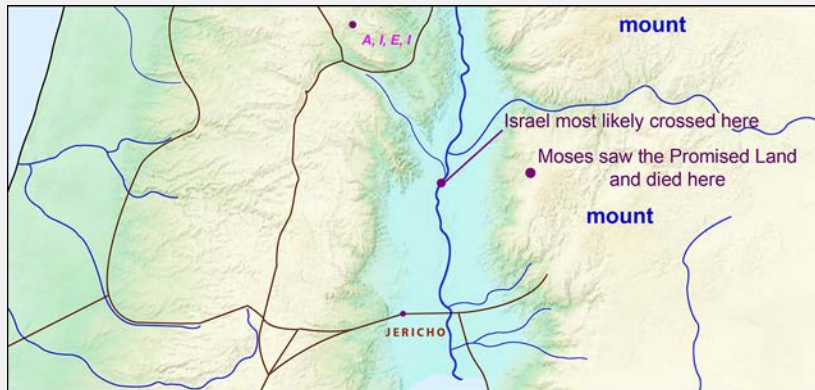 mount
A, I, E, I
Israel most likely crossed here
Moses saw the Promised Land
and died here
mount
JERICHO